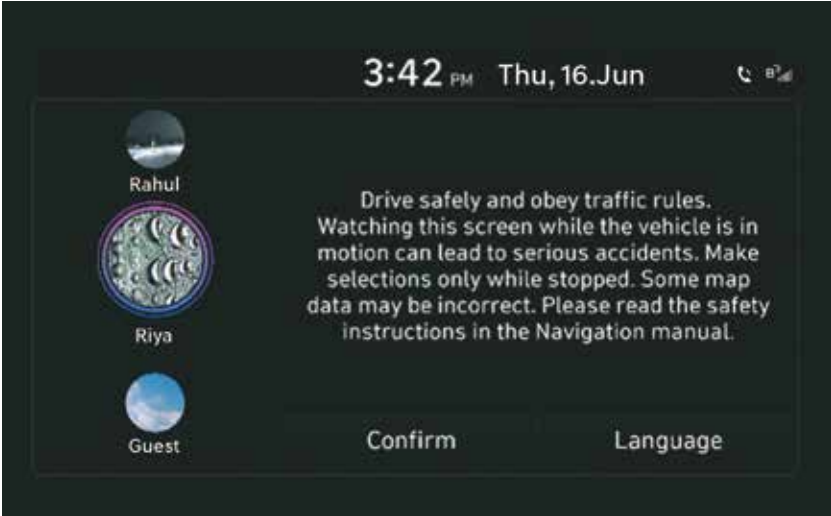 3:42 PM Thu, 16.Jun
Rahul
Riya
Guest
Drive safely and obey traffic rules.
Watching this screen while the vehicle is in
motion can lead to serious accidents. Make
selections only while stopped. Some map
data may be incorrect. Please read the safety
instructions in the Navigation manual.
Confirm Language